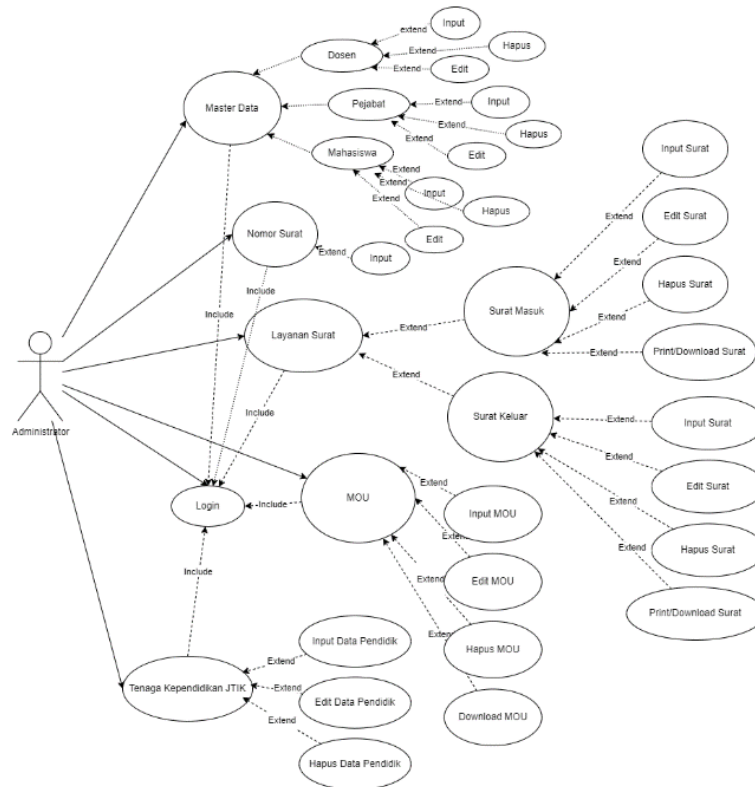 extend
Input
Dosen
Extend
Hapus
Extend
Edit
Master Data
Pejabat
Extend
Input
Extend
Hapus
Extend
Edit
Mahasiswa
Extend
Extend
Input
Extend
Hapus
Edit
Nomor Surat
Extend
Input
Include
Include
Layanan Surat
Include
Administrator
Extend
Surat Masuk
Extend
Input Surat
Extend
Edit Surat
Extend
Hapus Surat
Extend
Print/Download Surat
Extend
Surat Keluar
Extend
Input Surat
Extend
Edit Surat
Extend
Hapus Surat
Extend
Print/Download Surat
Login
Include
MOU
Extend
Input MOU
Extend
Edit MOU
Extend
Hapus MOU
Extend
Download MOU
Include
Tenaga Kependidikan JTIK
Extend
Input Data Pendidik
Extend
Edit Data Pendidik
Extend
Hapus Data Pendidik